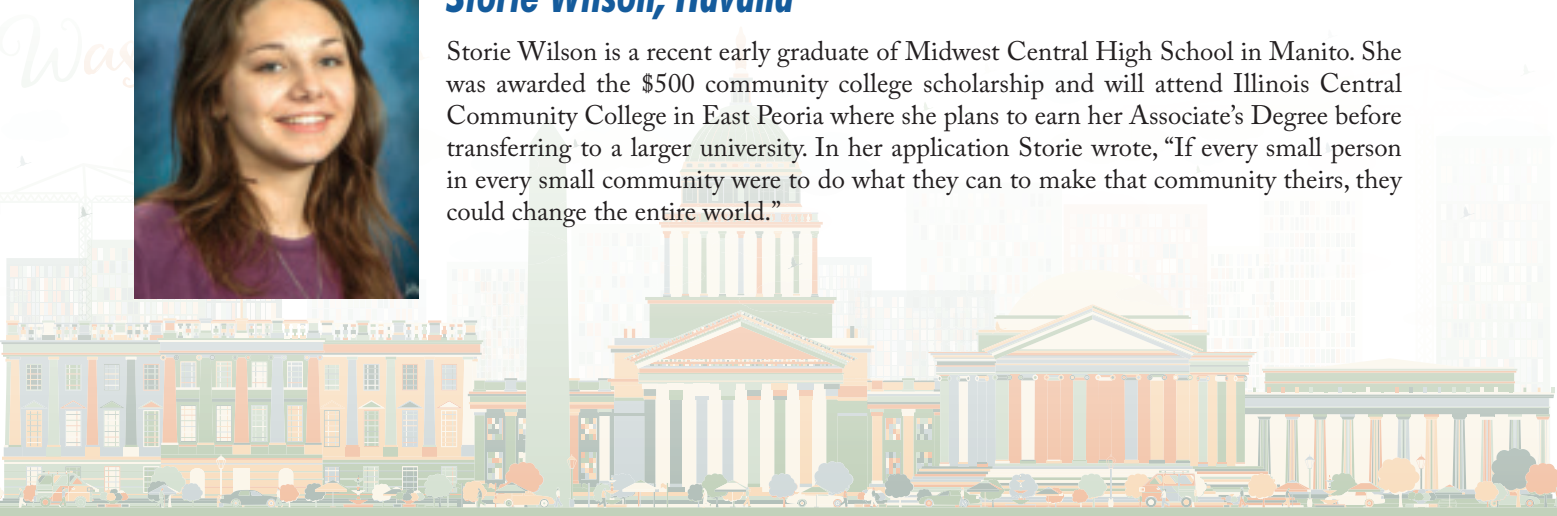 Storie Wilson, Havana
Storie Wilson is a recent early graduate of Midwest Central High School in Manito. She
was awarded the $500 community college scholarship and will attend Illinois Central
Community College in East Peoria where she plans to earn her Associate’s Degree before
transferring to a larger university. In her application Storie wrote, “If every small person
in every small community were to do what they can to make that community theirs, they
could change the entire world.”